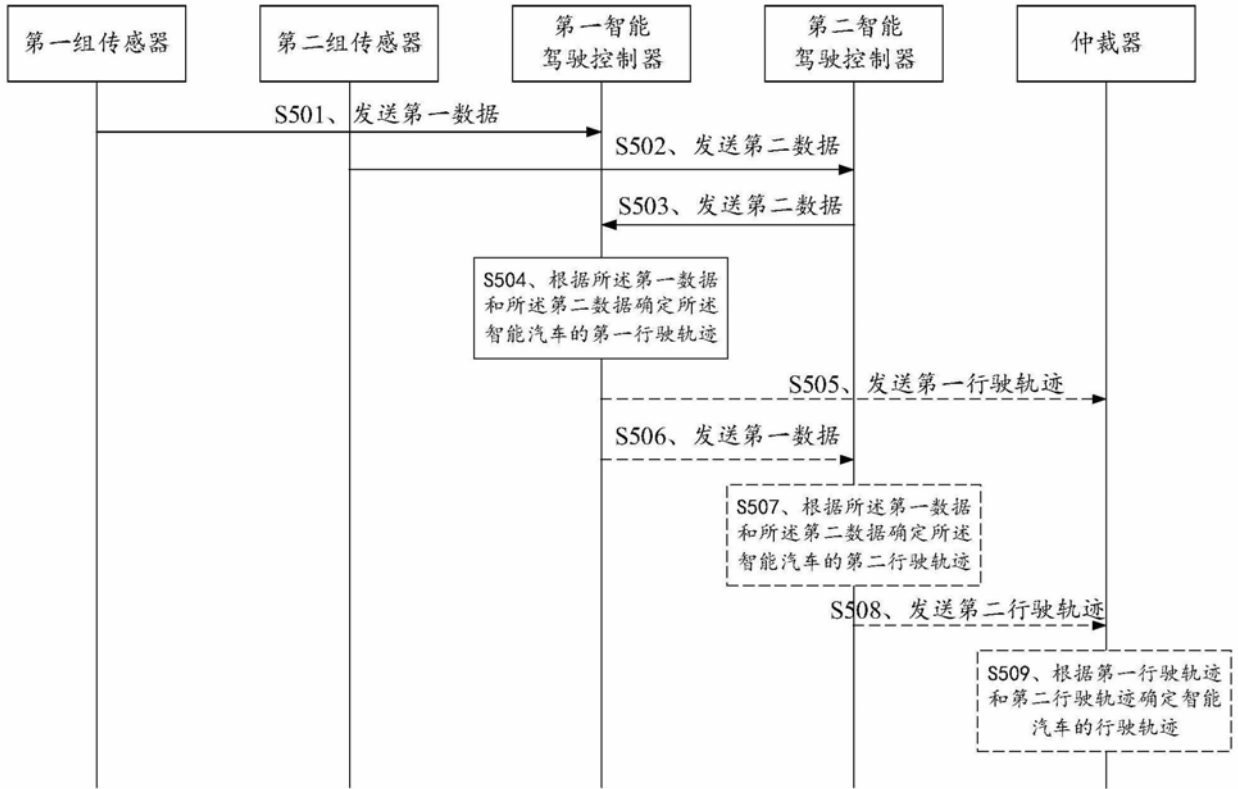 第一组传感器
第二组传感器
第一智能
驾驶控制器
第二智能
驾驶控制器
仲裁器
S501、发送第一数据
S502、发送第二数据
S503、发送第二数据
S504、根据所述第一数据
和所述第二数据确定所述
智能汽车的第一行驶轨迹
S505、发送第一行驶轨迹
S506、发送第一数据
S507、根据所述第一数据
和所述第二数据确定所述
智能汽车的第二行驶轨迹
S508、发送第二行驶轨迹
S509、根据第一行驶轨迹
和第二行驶轨迹确定智能
汽车的行驶轨迹